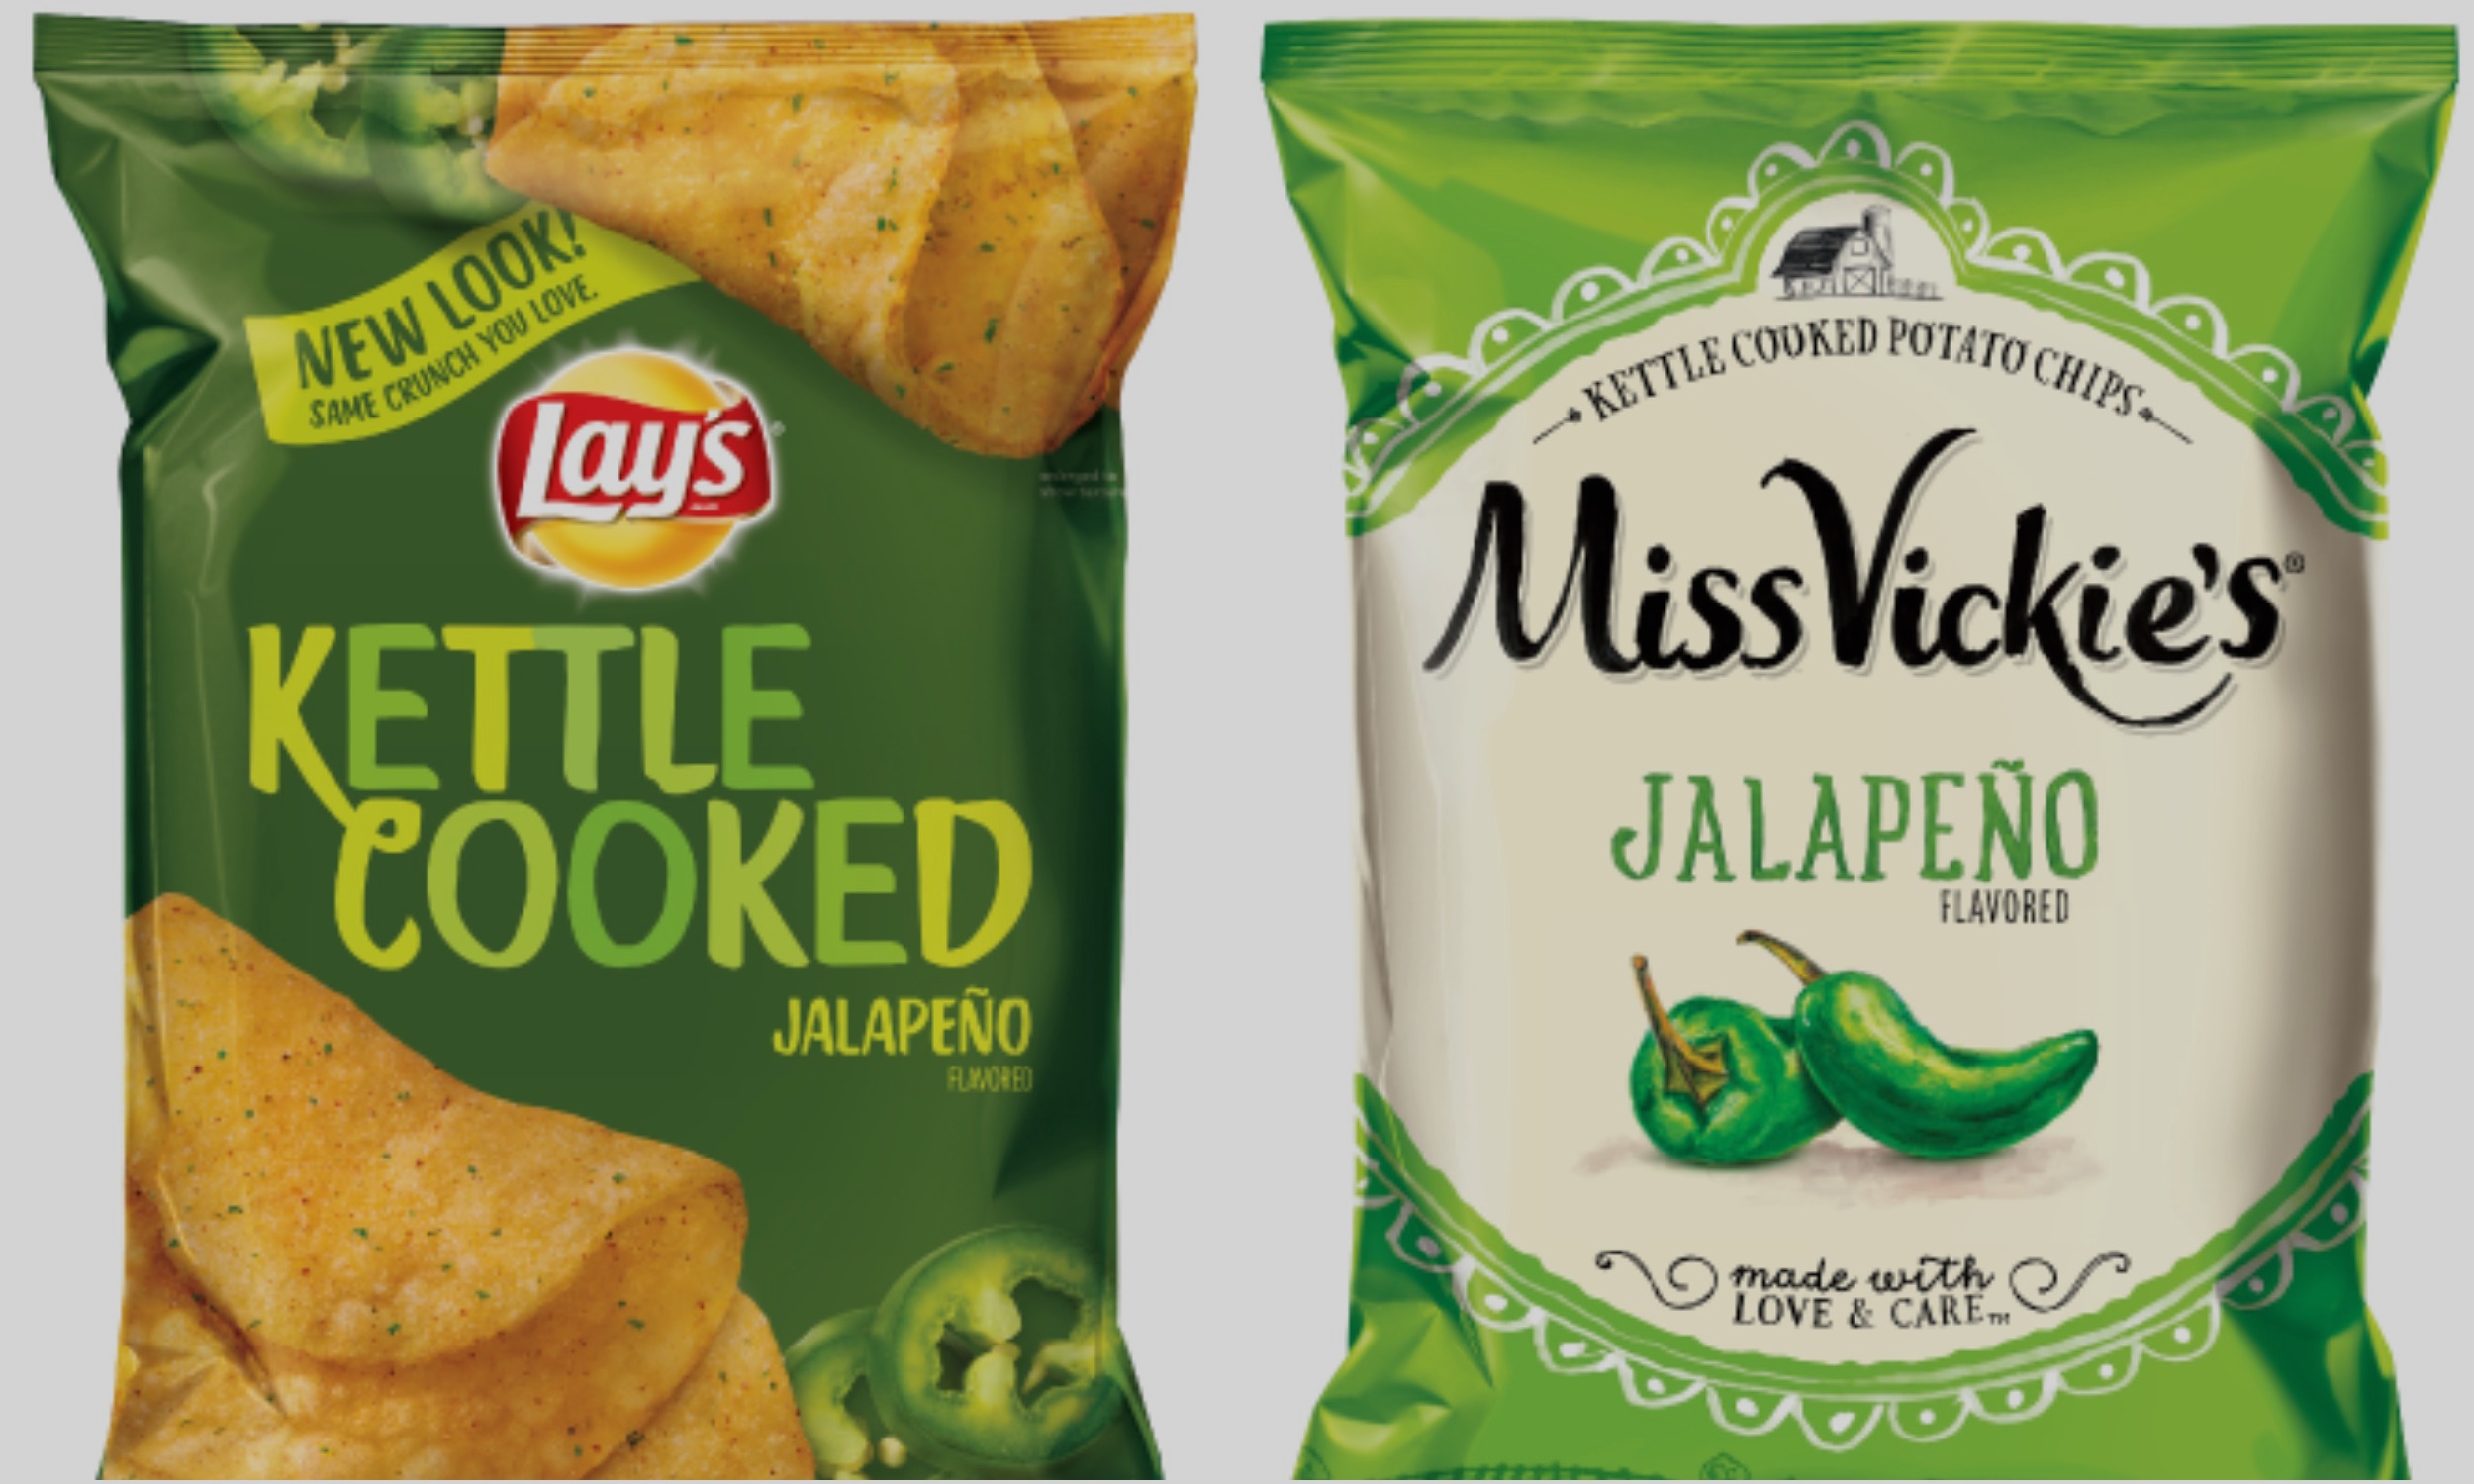 NEW LOOK!
SAME CRUNCH YOU LOVE.
Lay's
KETTLE
COOKED
JALAPEÑO
FLAVORED
KETTLE COOKED POTATO CHIPS
Miss Vickie's®
JALAPEÑO
FLAVORED
made with
LOVE & CARE™